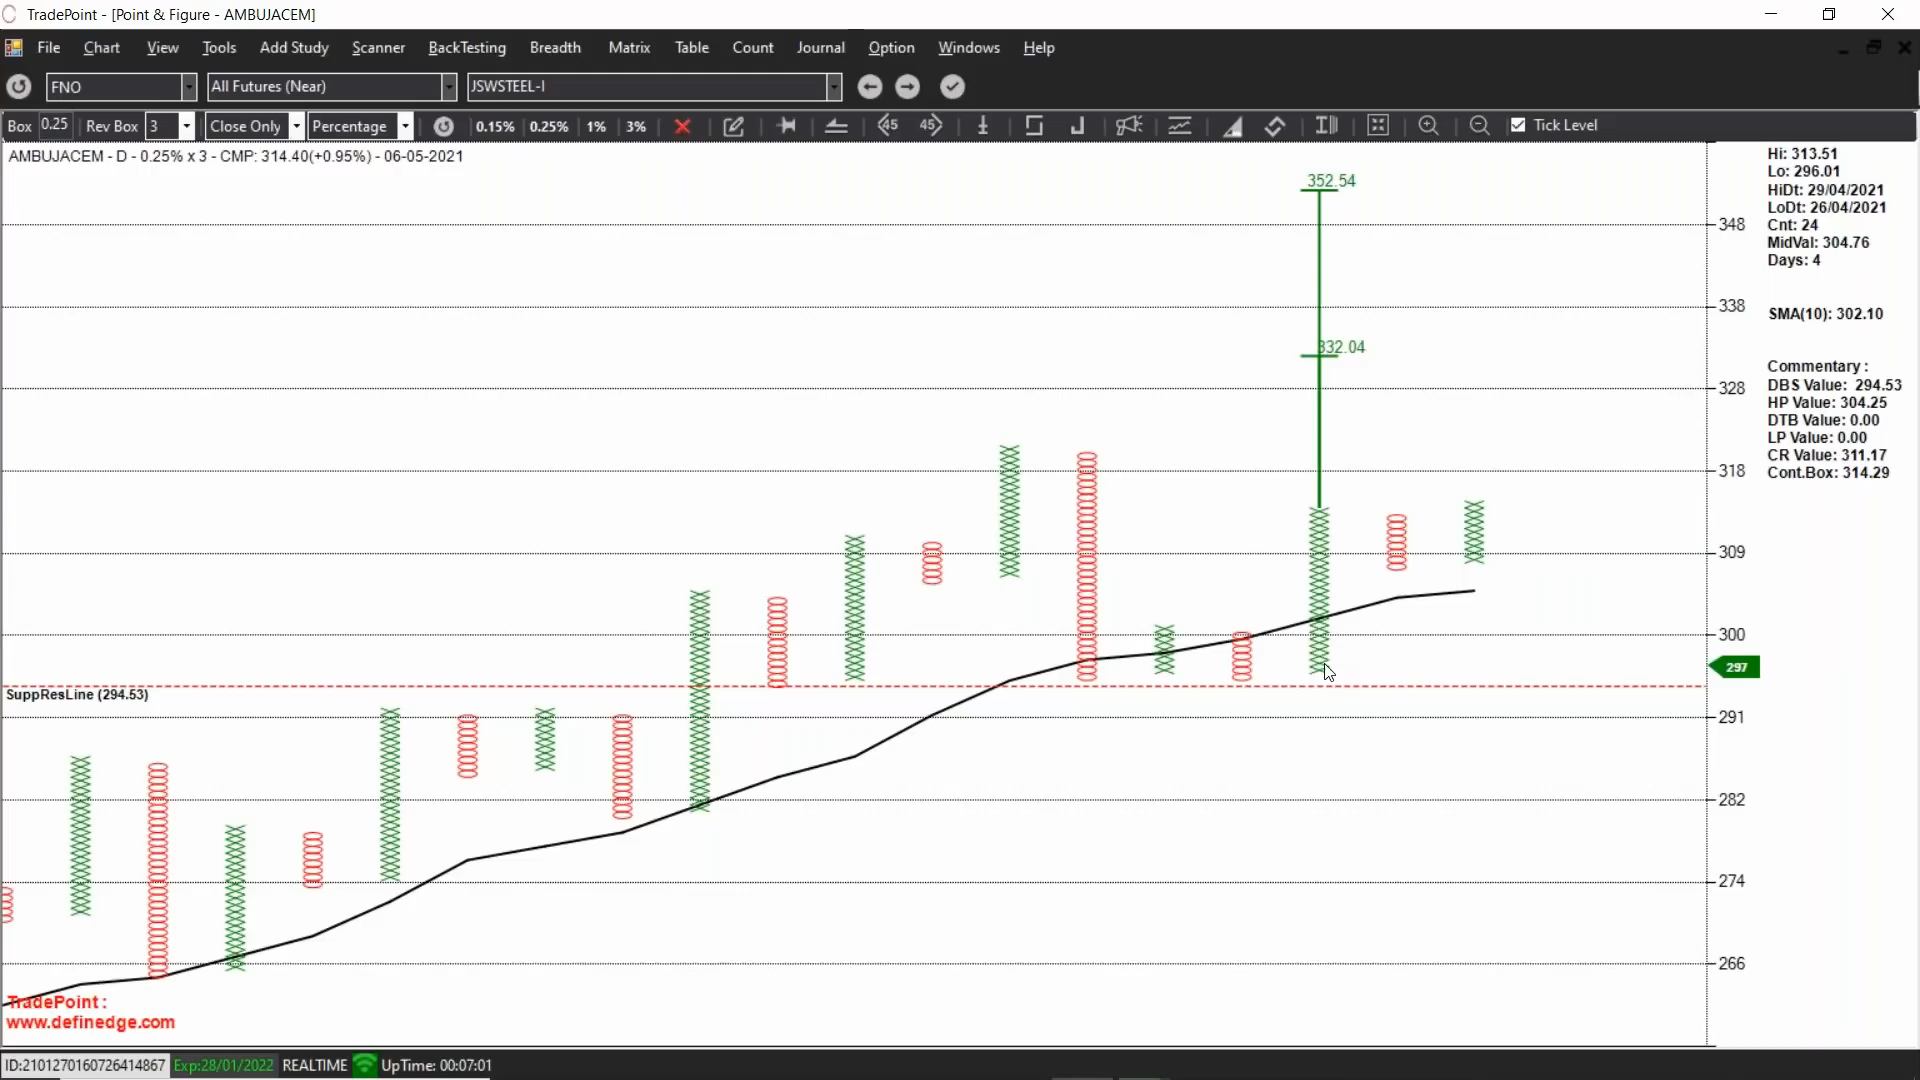 TradePoint - [Point & Figure - AMBUJACEM]
File Chart View Tools Add Study Scanner BackTesting Breadth Matrix Table Count Journal Option Windows Help
FNO All Futures (Near) JSWSTEEL-I
Box 0.25 Rev Box 3 Close Only Percentage 0.15% 0.25% 1% 3% 45 45 Tick Level
AMBUJACEM - D - 0.25% x 3 - CMP: 314.40(+0.95%) - 06-05-2021
352.54
332.04
SuppResLine (294.53)
348
338
328
318
309
300
297
291
282
274
266
Hi: 313.51
Lo: 296.01
HiDt: 29/04/2021
LoDt: 26/04/2021
Cnt: 24
MidVal: 304.76
Days: 4
SMA(10): 302.10
Commentary :
DBS Value: 294.53
HP Value: 304.25
DTB Value: 0.00
LP Value: 0.00
CR Value: 311.17
Cont.Box: 314.29
TradePoint :
www.definedge.com
ID:2101270160726414867 Exp:28/01/2022 REALTIME UpTime: 00:07:01